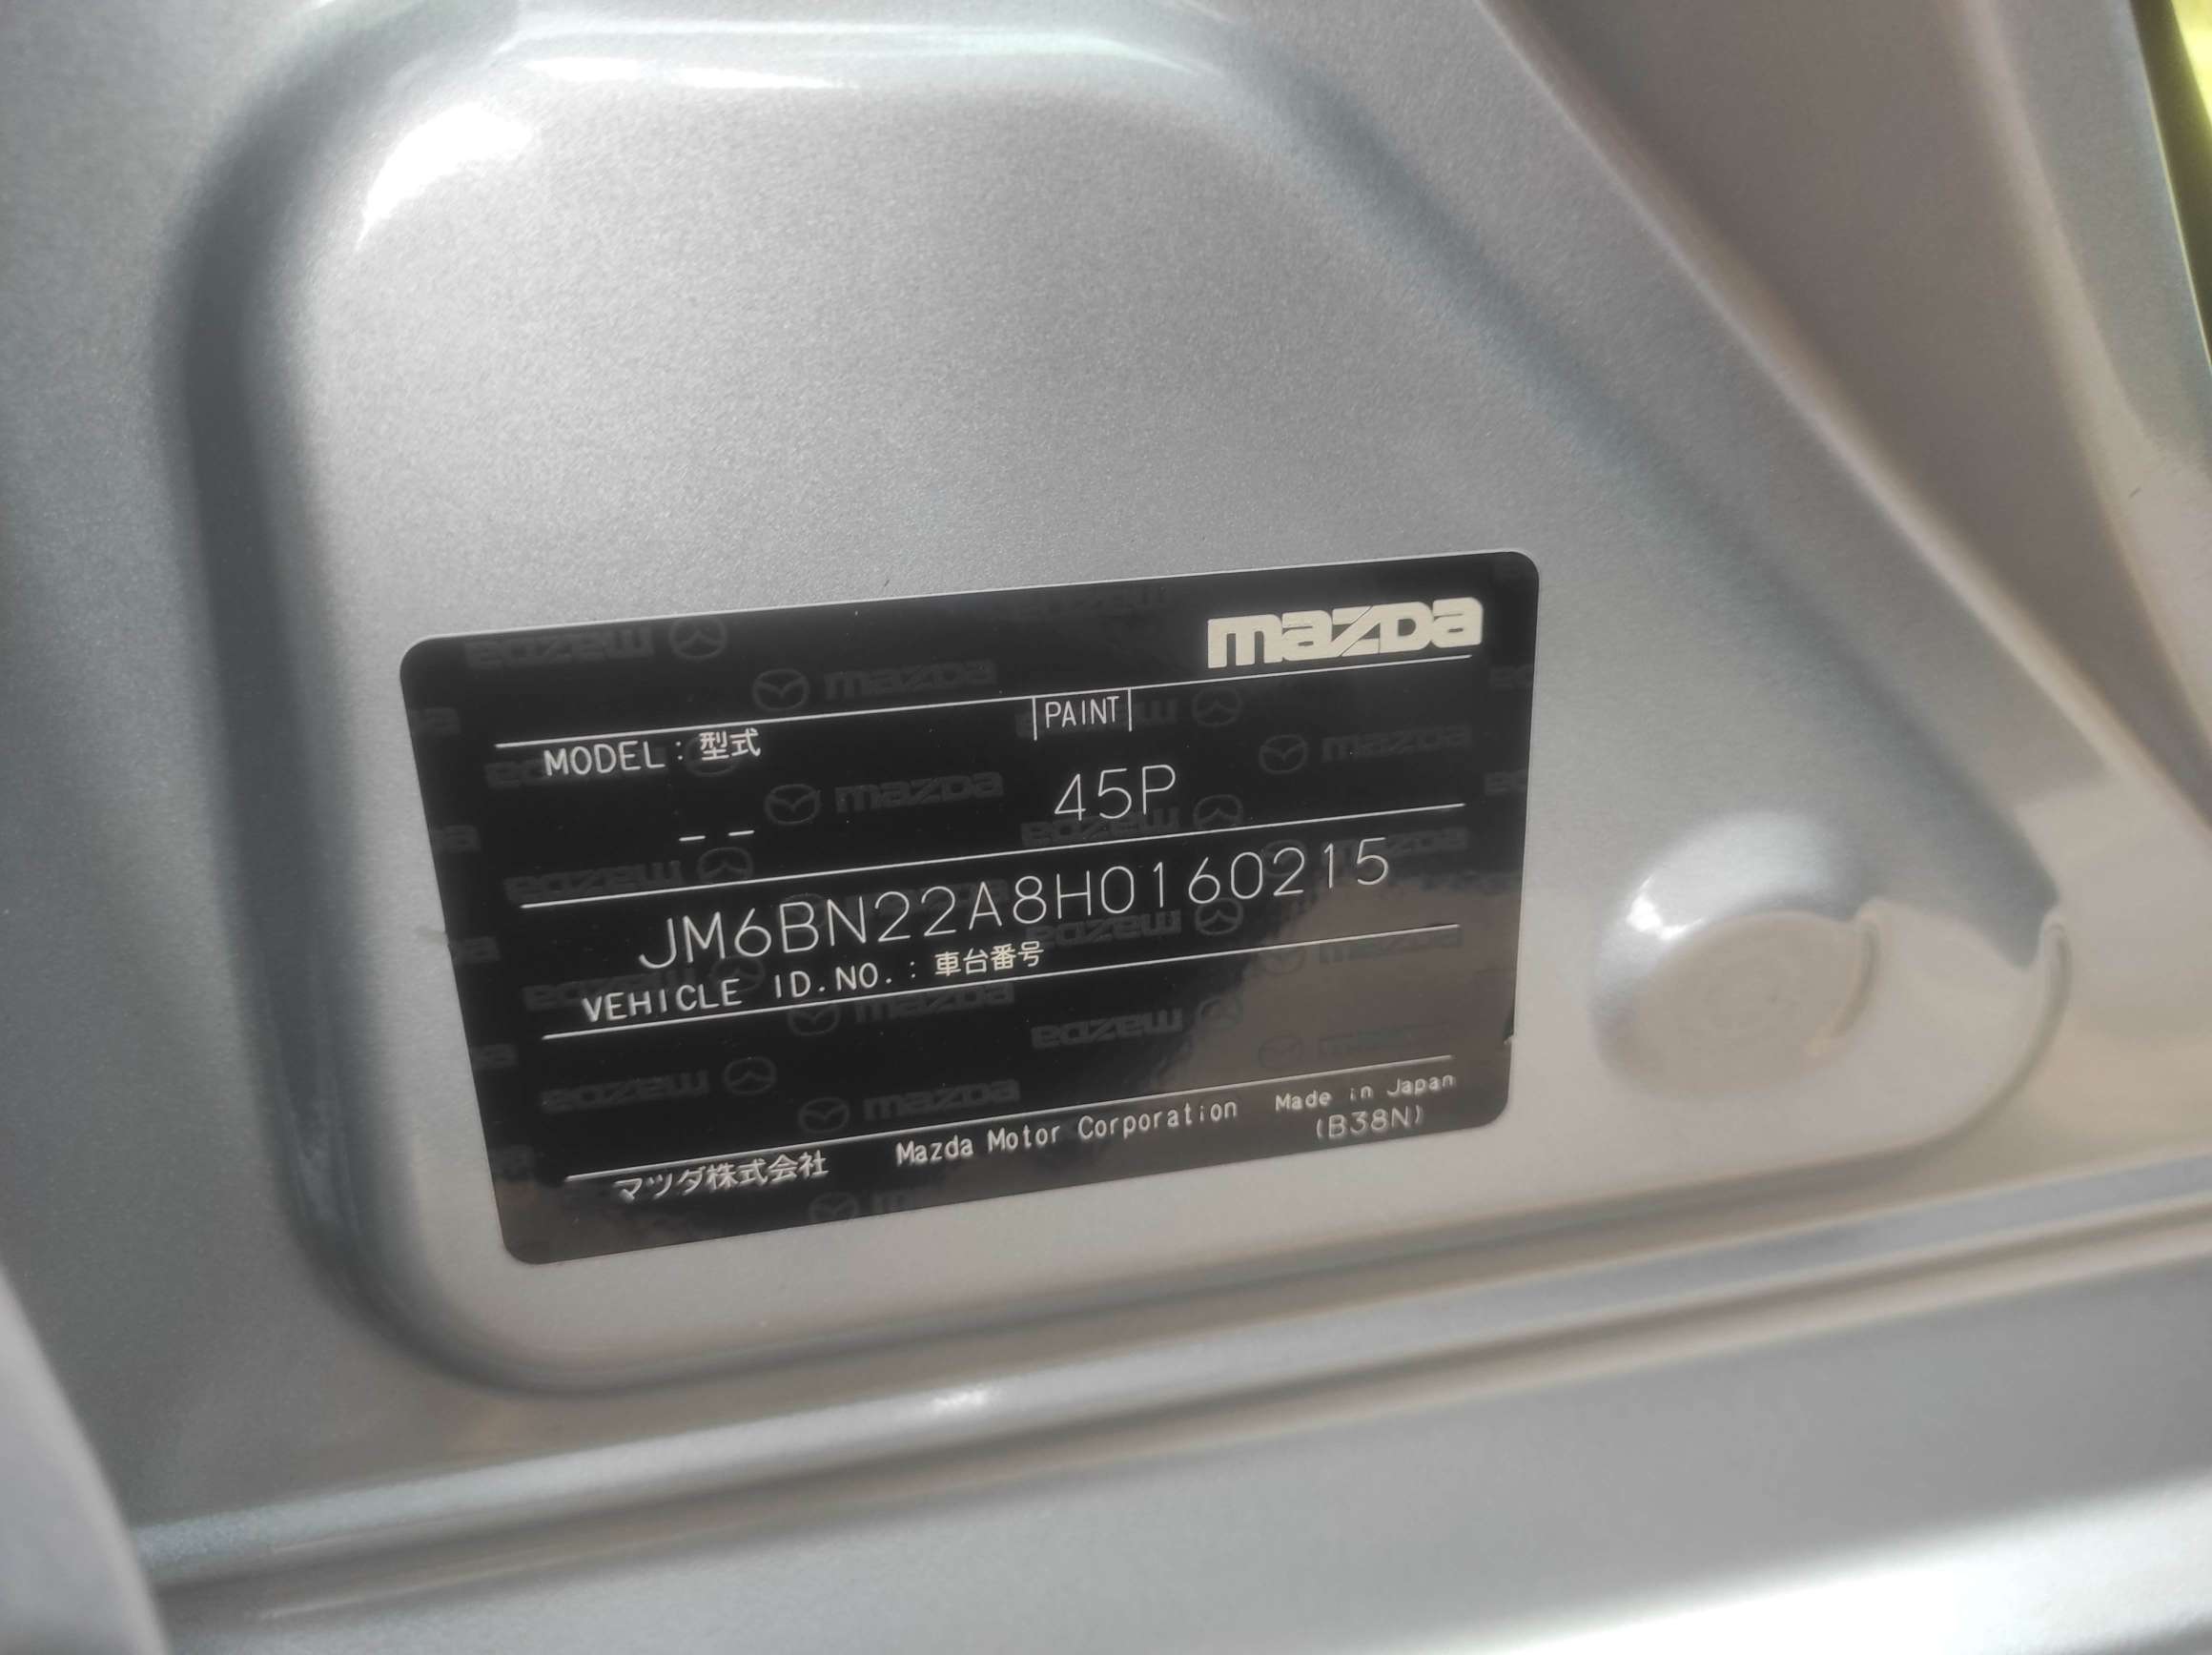 mazda
MODEL : 型式
PAINT
-- 45P
JM6BN22A8H0160215
VEHICLE ID.NO. : 車台番号
マツダ株式会社 Mazda Motor Corporation Made in Japan
(B38N)